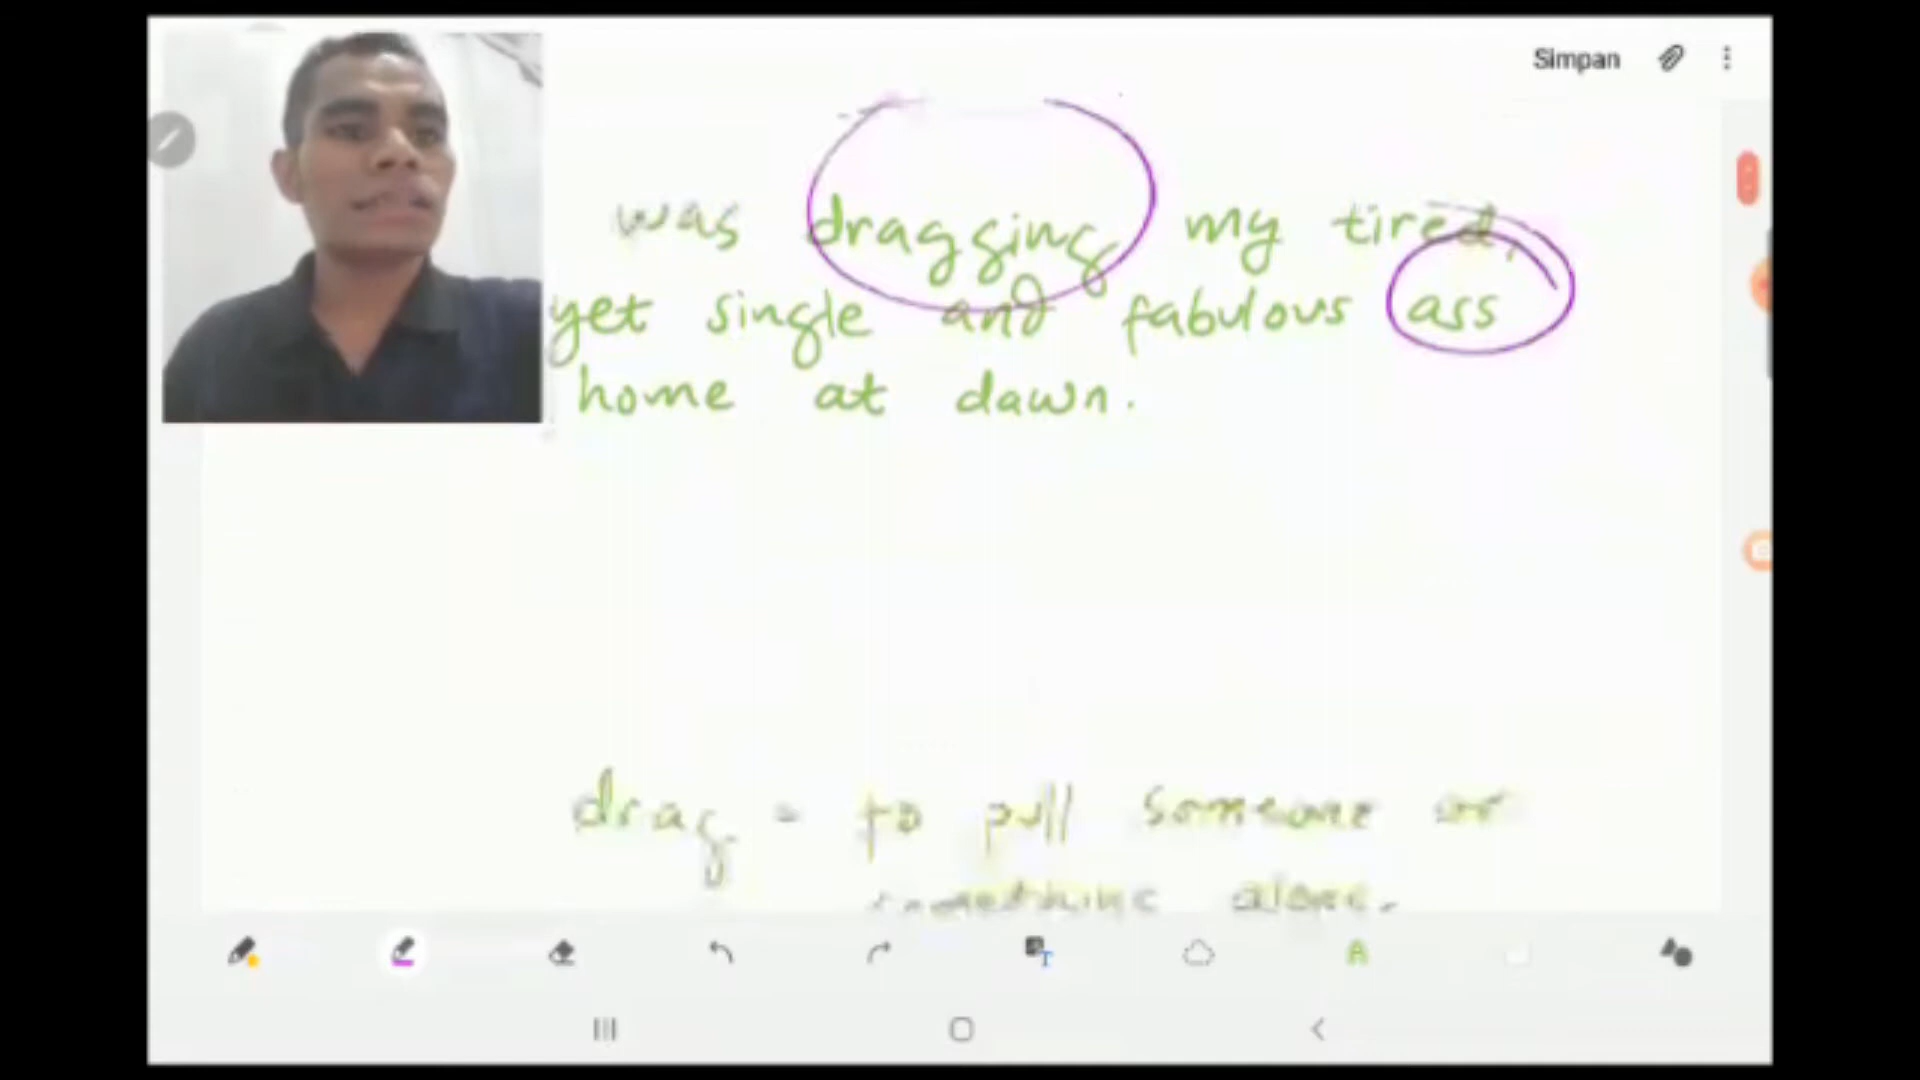 Simpan
was dragging my tired,
yet single and fabulous ass
home at dawn.
drag = to pull someone or
something along.